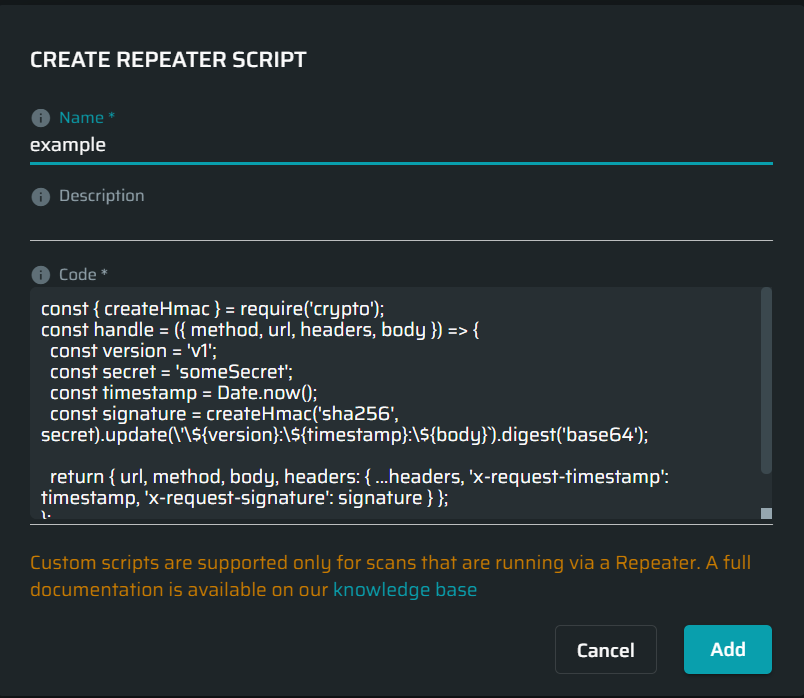 CREATE REPEATER SCRIPT
Name *
example
Description
Code *
const { createHmac } = require('crypto');
const handle = ({ method, url, headers, body }) => {
const version = 'v1';
const secret = 'someSecret';
const timestamp = Date.now();
const signature = createHmac('sha256',
secret).update(\'\${version}:\${timestamp}:\${body}`).digest('base64');
return { url, method, body, headers: { ...headers, 'x-request-timestamp':
timestamp, 'x-request-signature': signature } };
};
Custom scripts are supported only for scans that are running via a Repeater. A full
documentation is available on our knowledge base
Cancel
Add